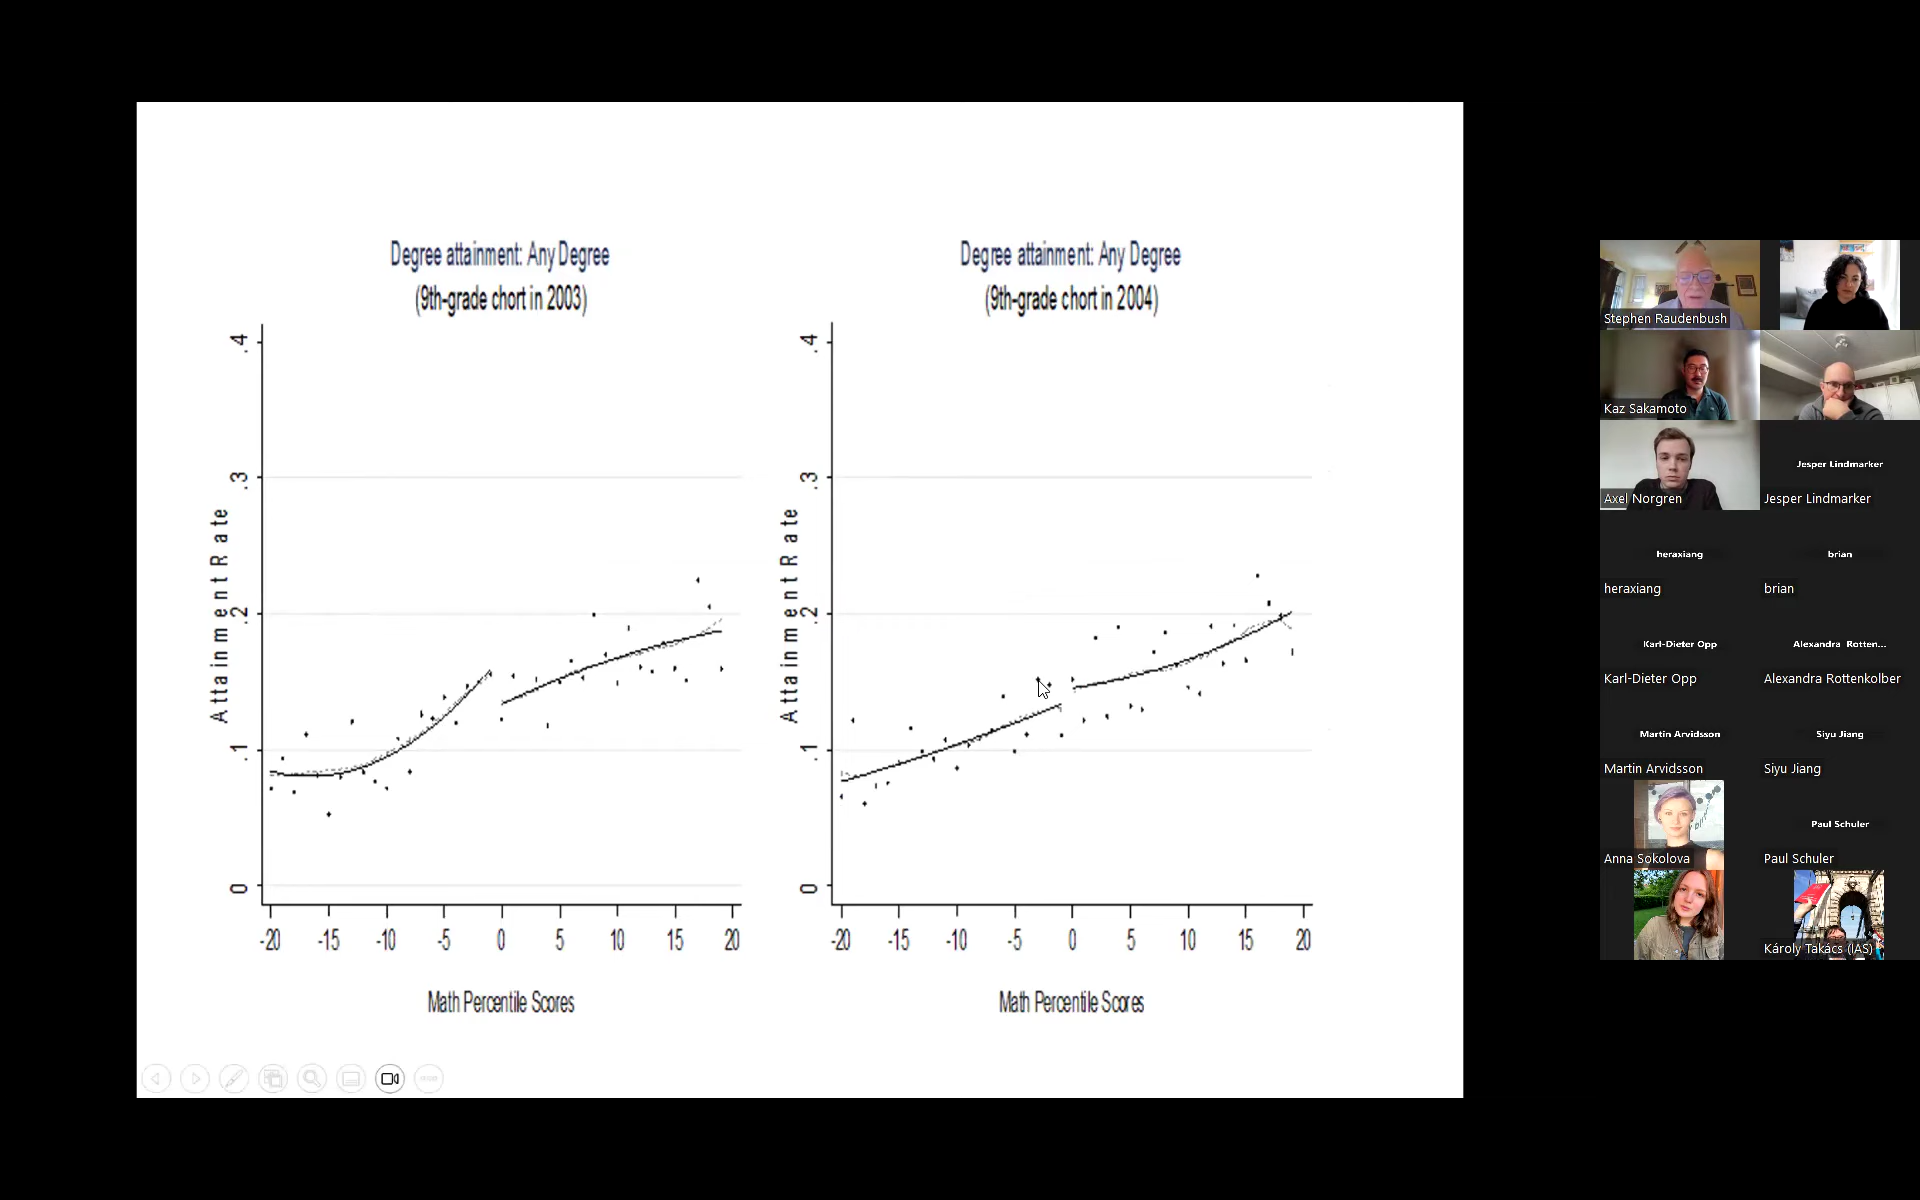 Degree attainment: Any Degree
(9th-grade chort in 2003)
.4
.3
.2
.1
0
Attainment Rate
-20 -15 -10 -5 0 5 10 15 20
Math Percentile Scores
Degree attainment: Any Degree
(9th-grade chort in 2004)
.4
.3
.2
.1
0
Attainment Rate
-20 -15 -10 -5 0 5 10 15 20
Math Percentile Scores
Stephen Raudenbush
Kaz Sakamoto
Axel Norgren
Jesper Lindmarker
Jesper Lindmarker
heraxiang
heraxiang
brian
brian
Karl-Dieter Opp
Karl-Dieter Opp
Alexandra Rotten...
Alexandra Rottenkolber
Martin Arvidsson
Martin Arvidsson
Siyu Jiang
Siyu Jiang
Anna Sokolova
Paul Schuler
Paul Schuler
Károly Takács (IAS)